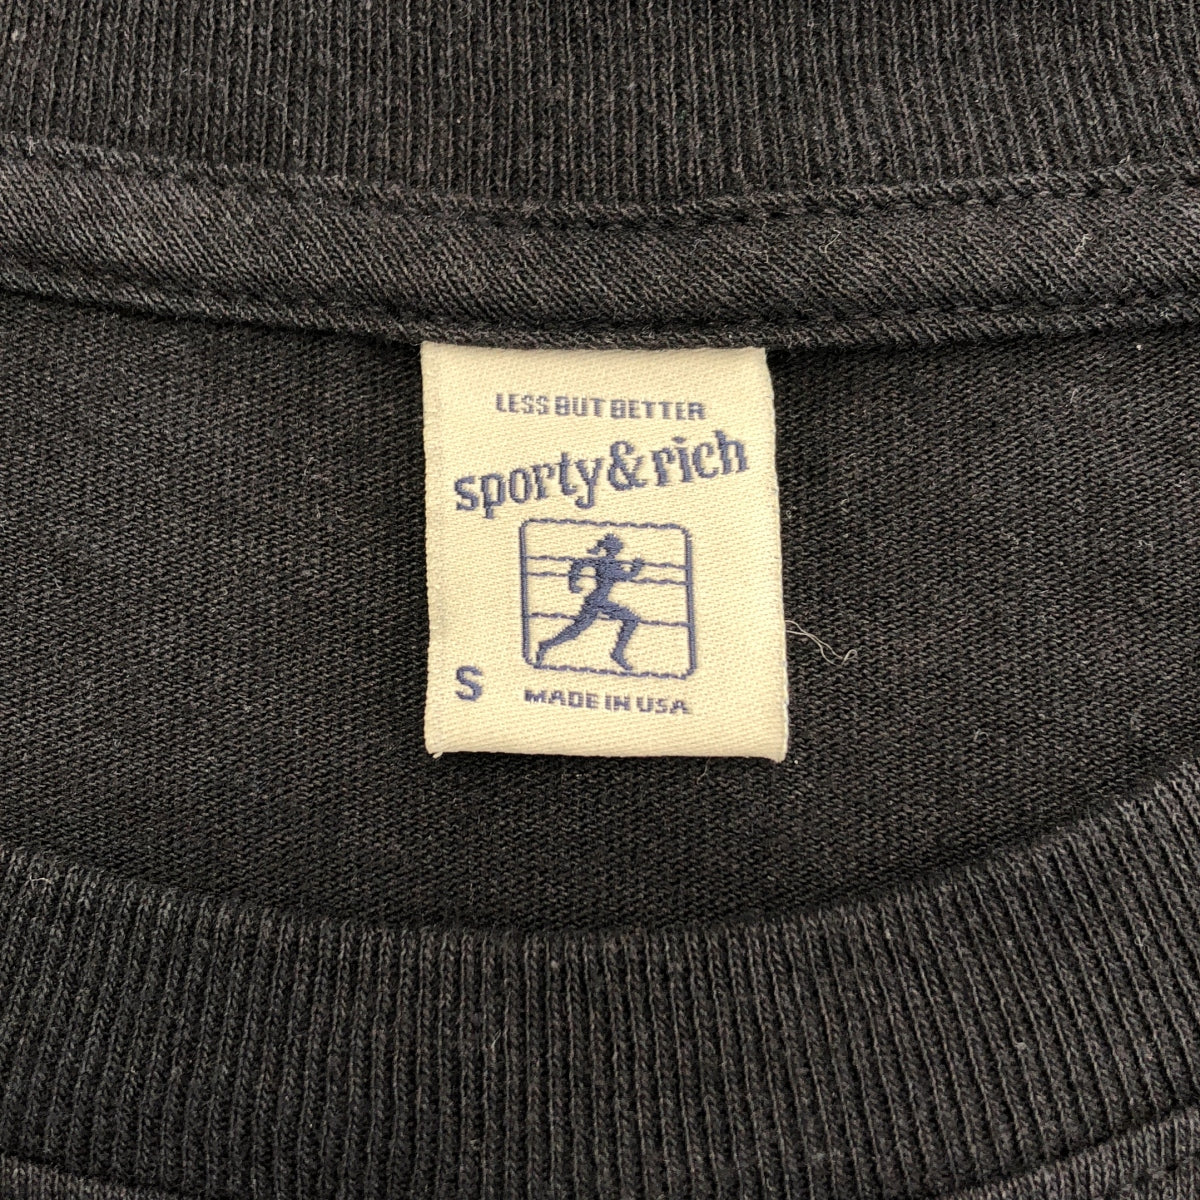 LESS BUT BETTER
sporty&rich
S
MADE IN USA